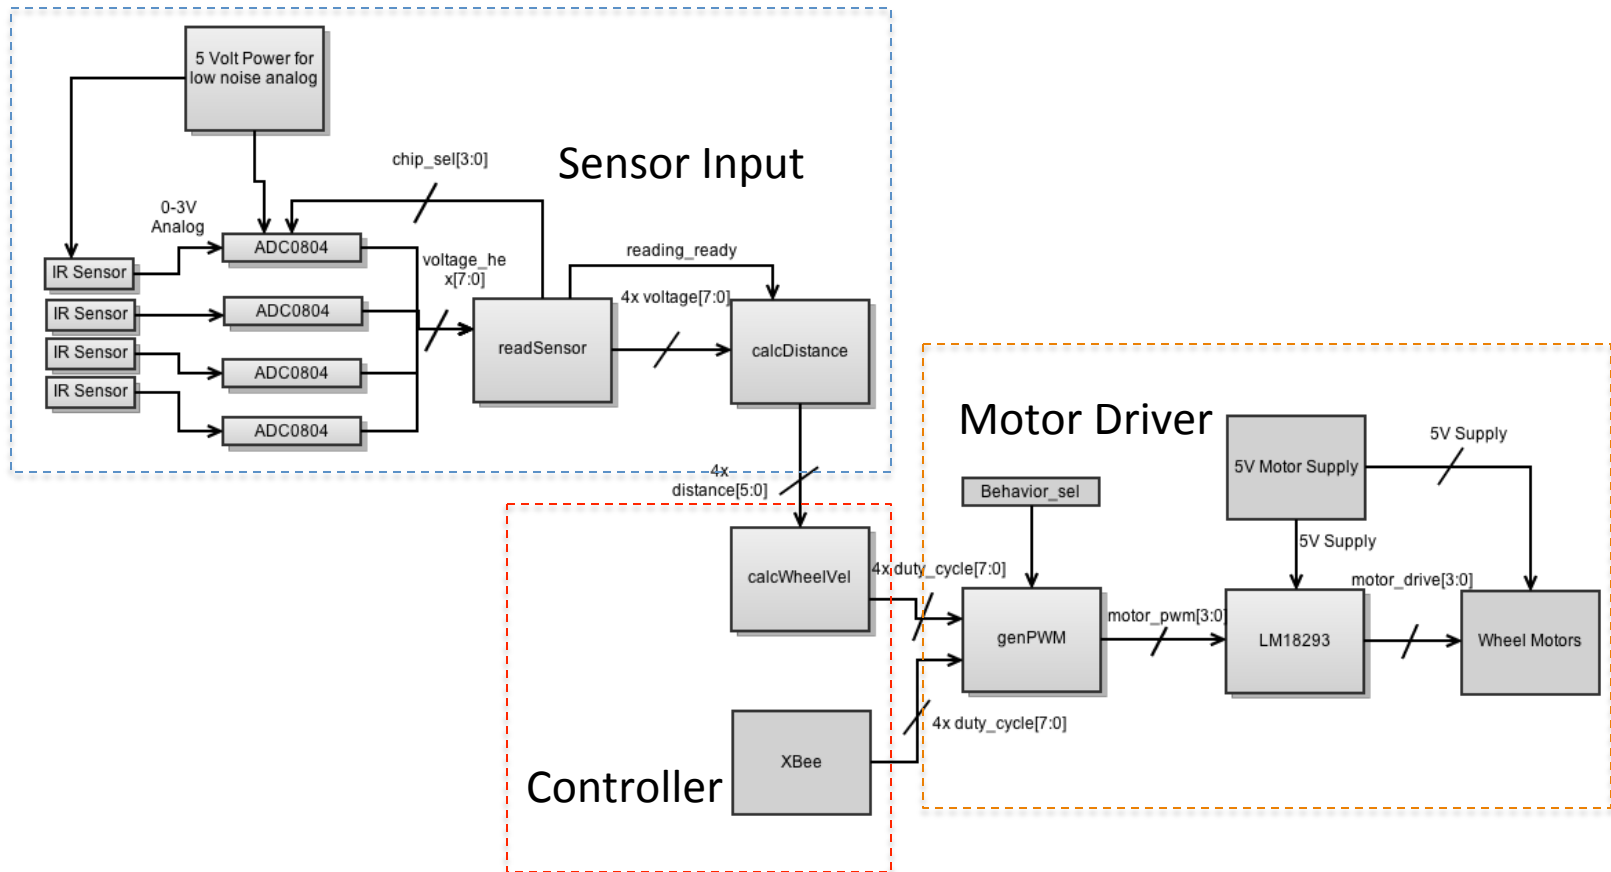 5 Volt Power for
low noise analog
chip_sel[3:0]
Sensor Input
0-3V
Analog
ADC0804
IR Sensor
voltage_he
x[7:0]
reading_ready
4x voltage[7:0]
IR Sensor
ADC0804
readSensor
calcDistance
IR Sensor
ADC0804
IR Sensor
ADC0804
4x
distance[5:0]
Motor Driver
5V Supply
5V Motor Supply
Behavior_sel
5V Supply
calcWheelVel
4x duty_cycle[7:0]
motor_drive[3:0]
motor_pwm[3:0]
genPWM
LM18293
Wheel Motors
4x duty_cycle[7:0]
XBee
Controller